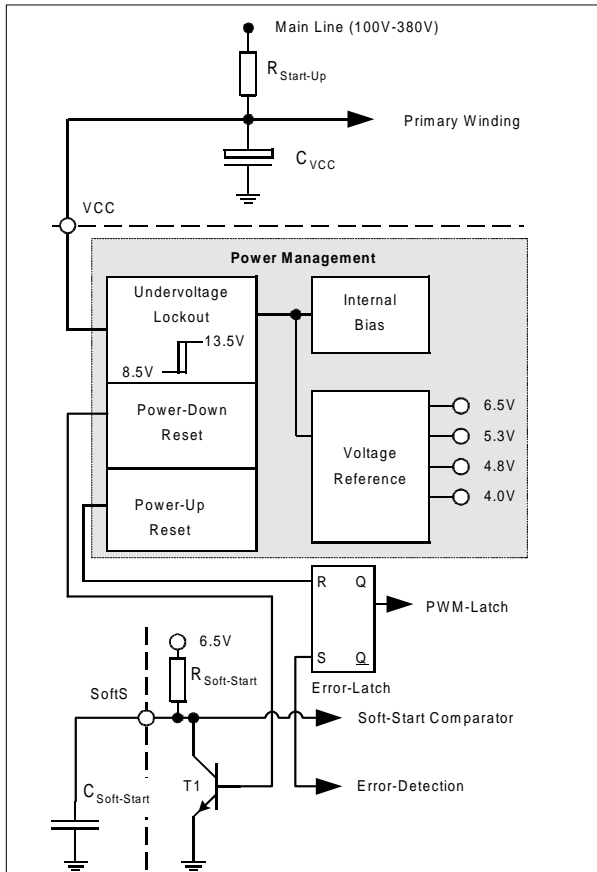 Main Line (100V-380V)
RStart-Up
Primary Winding
CVCC
VCC
Power Management
Undervoltage
Lockout
13.5V
8.5V
Internal
Bias
Power-Down
Reset
Voltage
Reference
6.5V
5.3V
4.8V
4.0V
Power-Up
Reset
R Q
PWM-Latch
S Q
Error-Latch
6.5V
RSoft-Start
SoftS
Soft-Start Comparator
CSoft-Start
T1
Error-Detection